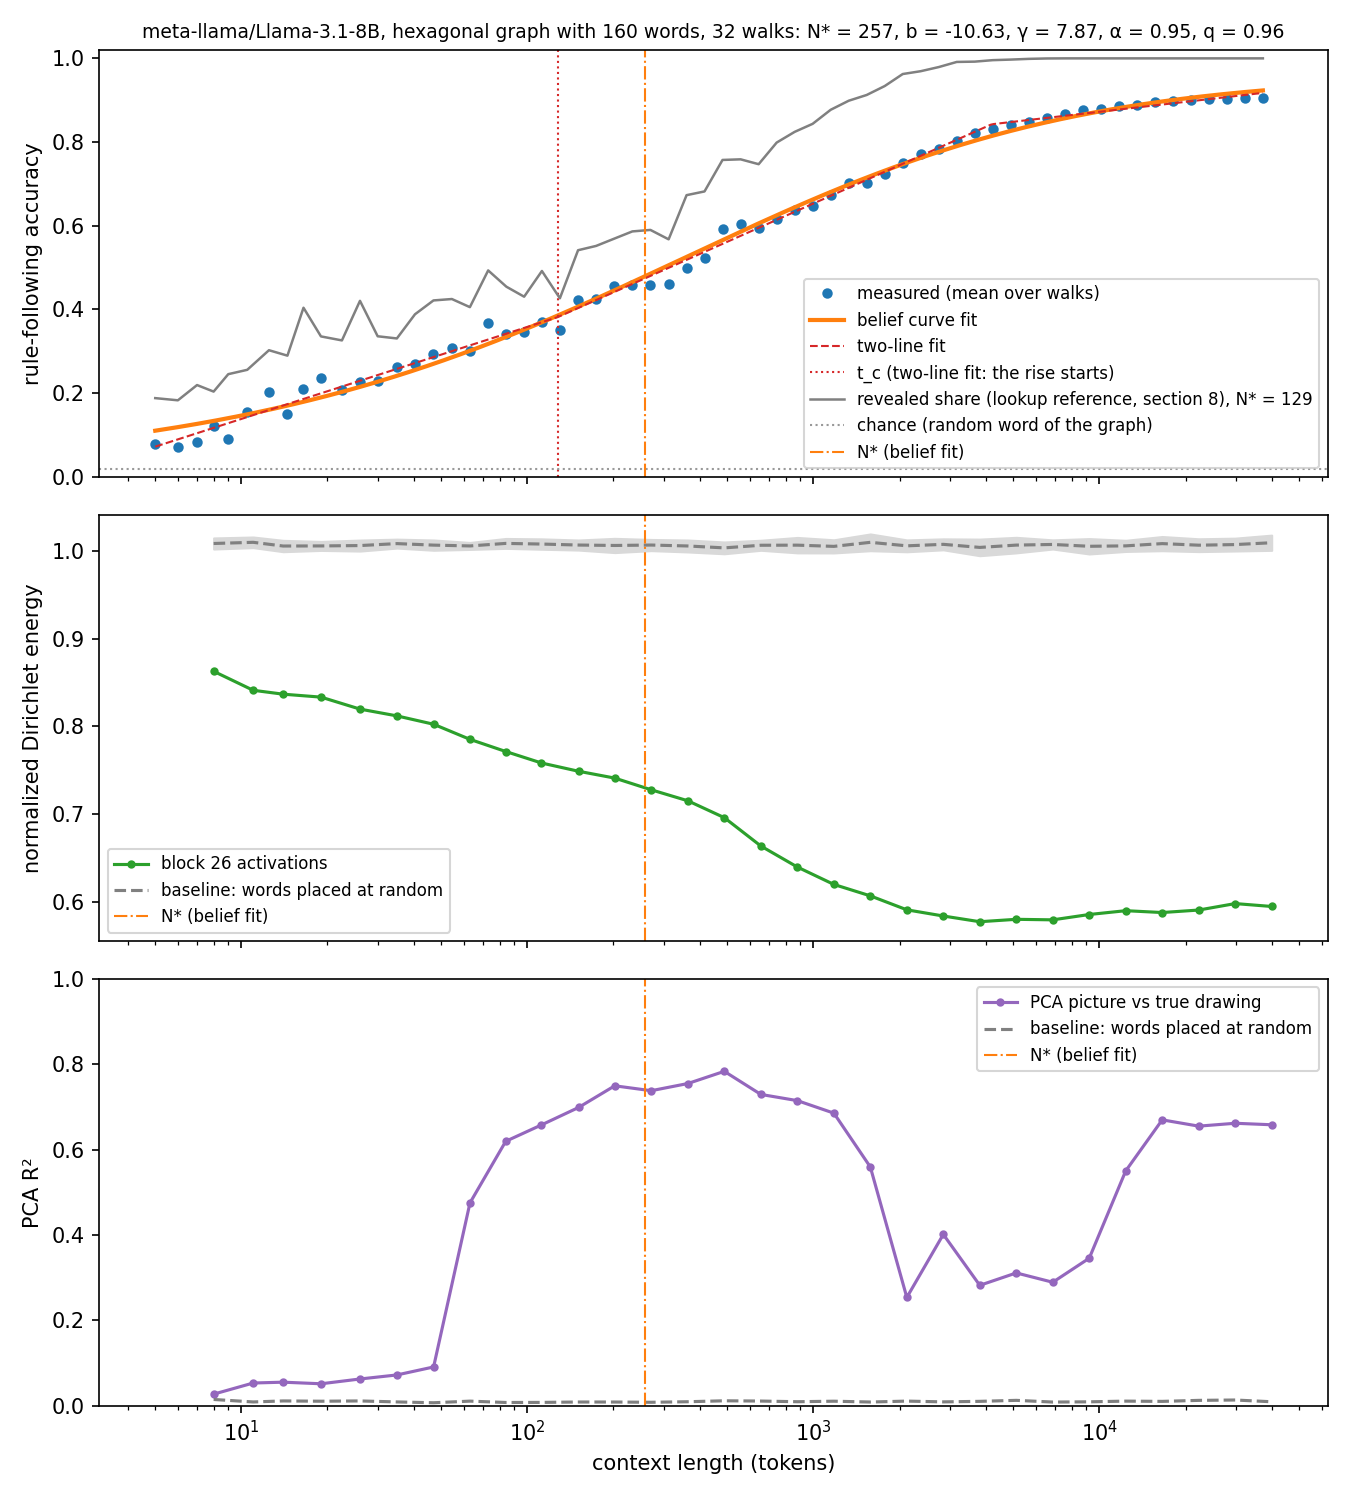 meta-llama/Llama-3.1-8B, hexagonal graph with 160 words, 32 walks: N* = 257, b = -10.63, γ = 7.87, α = 0.95, q = 0.96
rule-following accuracy
1.0
0.8
0.6
0.4
0.2
0.0
measured (mean over walks)
belief curve fit
two-line fit
t_c (two-line fit: the rise starts)
revealed share (lookup reference, section 8), N* = 129
chance (random word of the graph)
N* (belief fit)
normalized Dirichlet energy
1.0
0.9
0.8
0.7
0.6
block 26 activations
baseline: words placed at random
N* (belief fit)
PCA R²
1.0
0.8
0.6
0.4
0.2
0.0
PCA picture vs true drawing
baseline: words placed at random
N* (belief fit)
10¹ 10² 10³ 10⁴
context length (tokens)